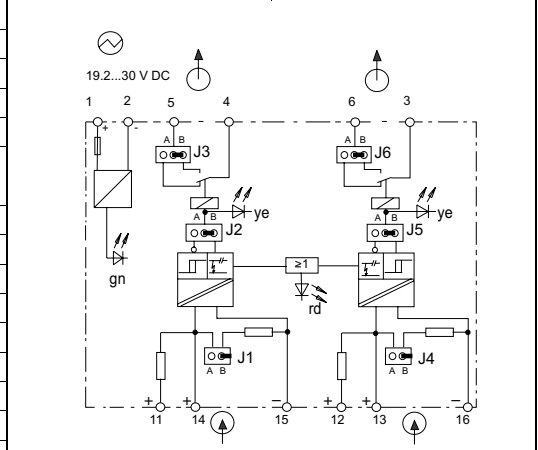 19.2...30 V DC
1 2 5 - 4 6 - 3
+ -
A B J3 A B J6
ye ye
A B J2 A B J5
gn
≥1
rd
J1 J4
A B A B
+ + − + + −
11 14 15 12 13 16